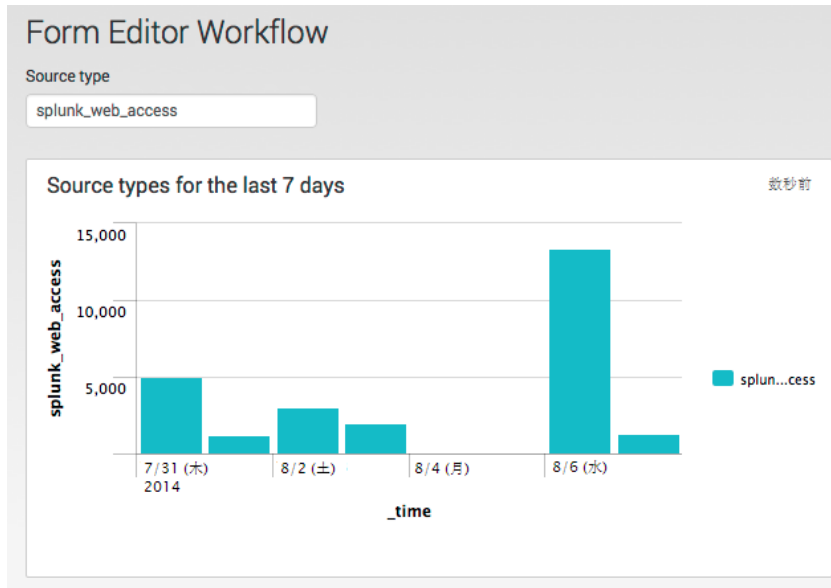 Form Editor Workflow
Source type
splunk_web_access
Source types for the last 7 days
数秒前
15,000
10,000
5,000
splunk_web_access
splun...cess
7/31 (木)
2014
8/2 (土)
8/4 (月)
8/6 (水)
_time